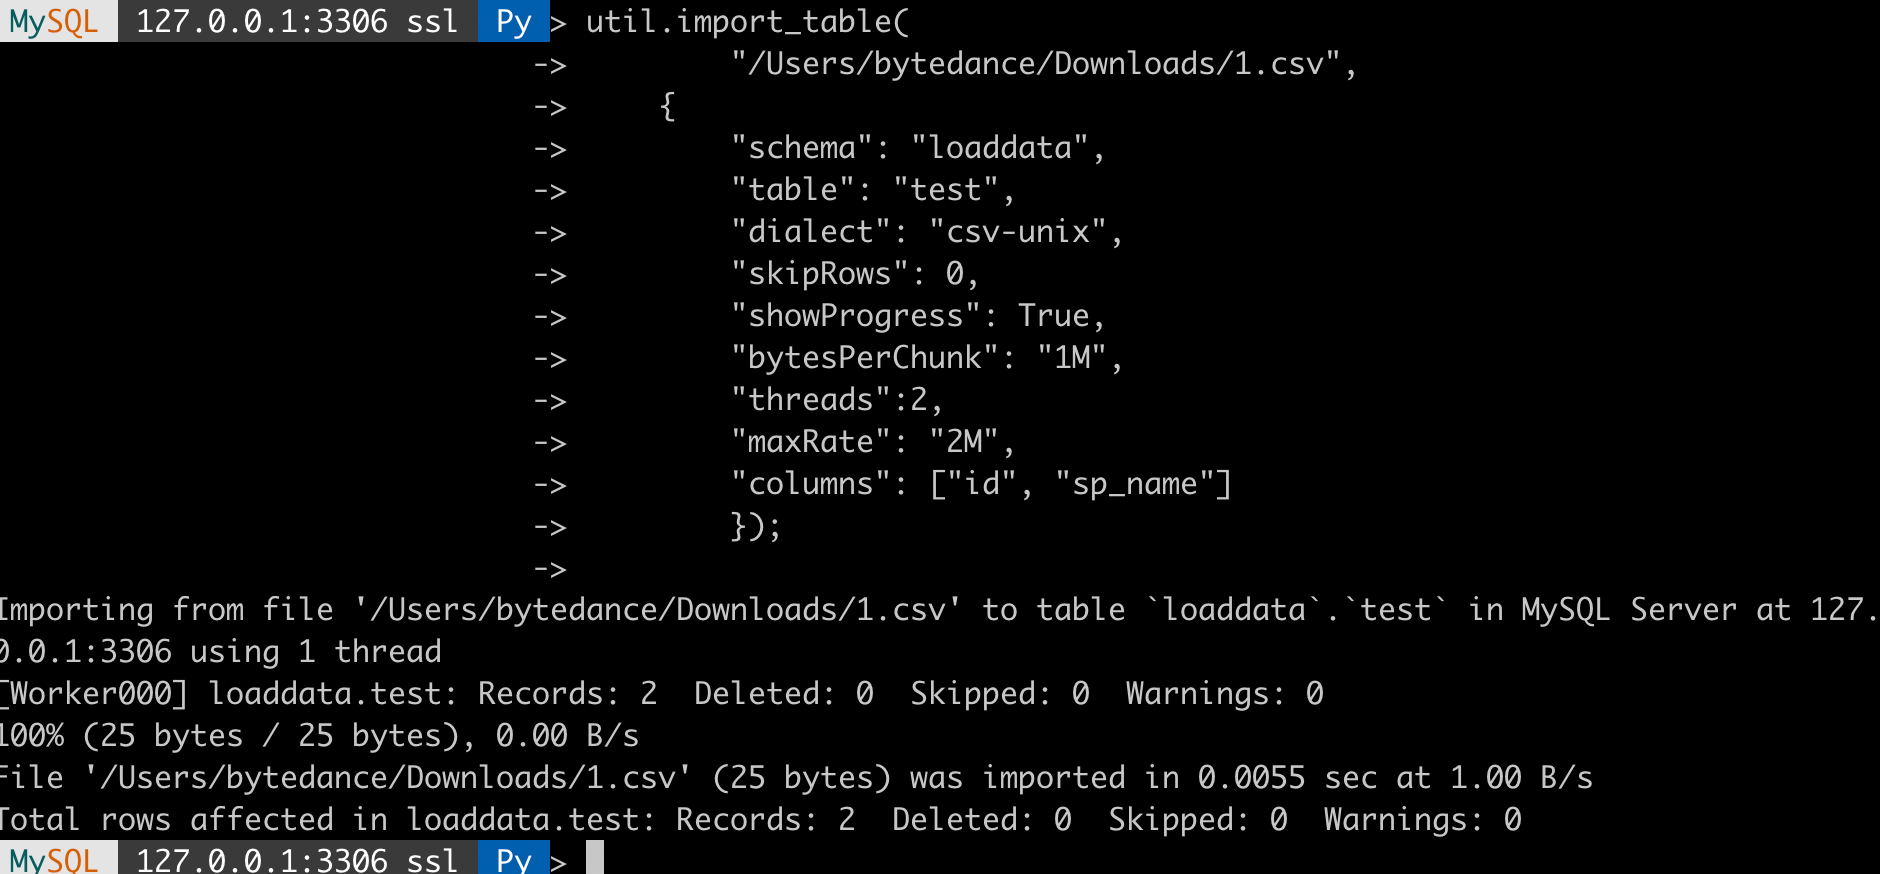 MySQL 127.0.0.1:3306 ssl Py > util.import_table(
-> "/Users/bytedance/Downloads/1.csv",
-> {
-> "schema": "loaddata",
-> "table": "test",
-> "dialect": "csv-unix",
-> "skipRows": 0,
-> "showProgress": True,
-> "bytesPerChunk": "1M",
-> "threads":2,
-> "maxRate": "2M",
-> "columns": ["id", "sp_name"]
-> });
->
Importing from file '/Users/bytedance/Downloads/1.csv' to table `loaddata`.`test` in MySQL Server at 127.
0.0.1:3306 using 1 thread
[Worker000] loaddata.test: Records: 2  Deleted: 0  Skipped: 0  Warnings: 0
100% (25 bytes / 25 bytes), 0.00 B/s
File '/Users/bytedance/Downloads/1.csv' (25 bytes) was imported in 0.0055 sec at 1.00 B/s
Total rows affected in loaddata.test: Records: 2  Deleted: 0  Skipped: 0  Warnings: 0
MySQL 127.0.0.1:3306 ssl Py >